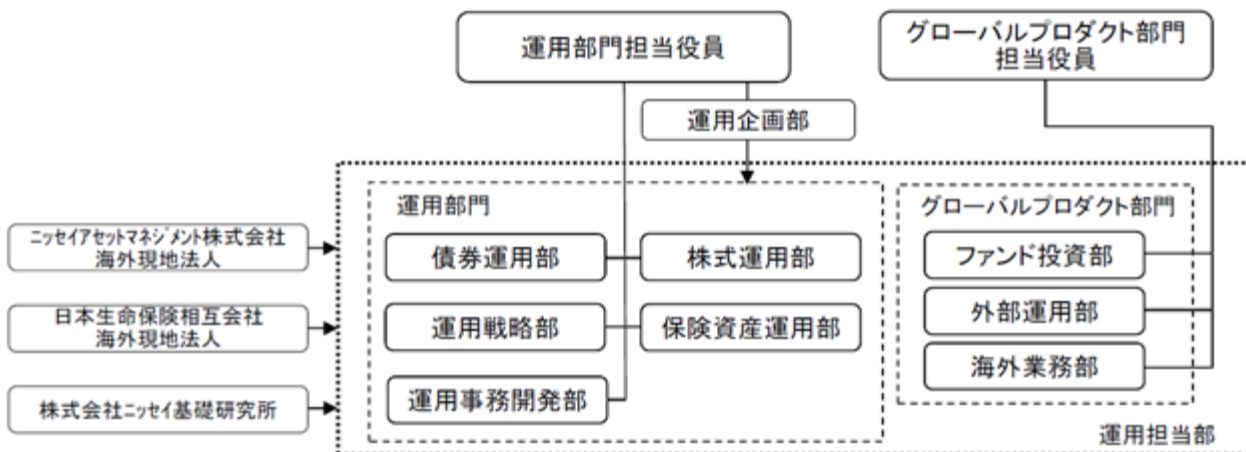 運用部門担当役員
グローバルプロダクト部門
担当役員
運用企画部
運用部門
グローバルプロダクト部門
ニッセイアセットマネジメント株式会社
海外現地法人
債券運用部
株式運用部
ファンド投資部
日本生命保険相互会社
海外現地法人
運用戦略部
保険資産運用部
外部運用部
海外業務部
株式会社ニッセイ基礎研究所
運用事務開発部
運用担当部